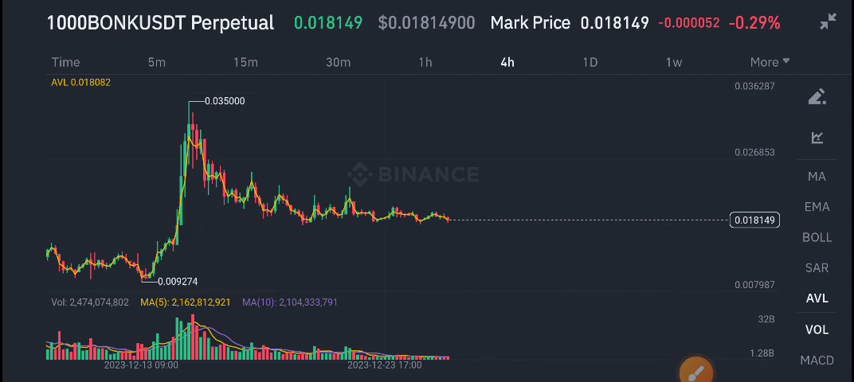 1000BONKUSDT Perpetual 0.018149 $0.01814900 Mark Price 0.018149 -0.000052 -0.29%
Time 5m 15m 30m 1h 4h 1D 1w More
AVL 0.018082
0.036287
0.035000
0.026853
BINANCE
MA
EMA
0.018149
BOLL
SAR
0.009274
0.007987
AVL
Vol: 2,474,074,802 MA(5): 2,162,812,921 MA(10): 2,104,333,791
32B
VOL
1.28B
MACD
2023-12-13 09:00 2023-12-23 17:00